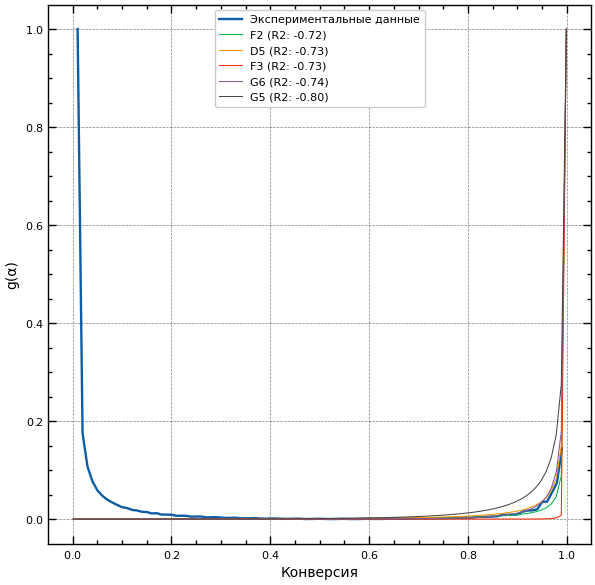 Экспериментальные данные
F2 (R2: -0.72)
D5 (R2: -0.73)
F3 (R2: -0.73)
G6 (R2: -0.74)
G5 (R2: -0.80)
1.0
0.8
0.6
0.4
0.2
0.0
g(α)
0.0 0.2 0.4 0.6 0.8 1.0
Конверсия